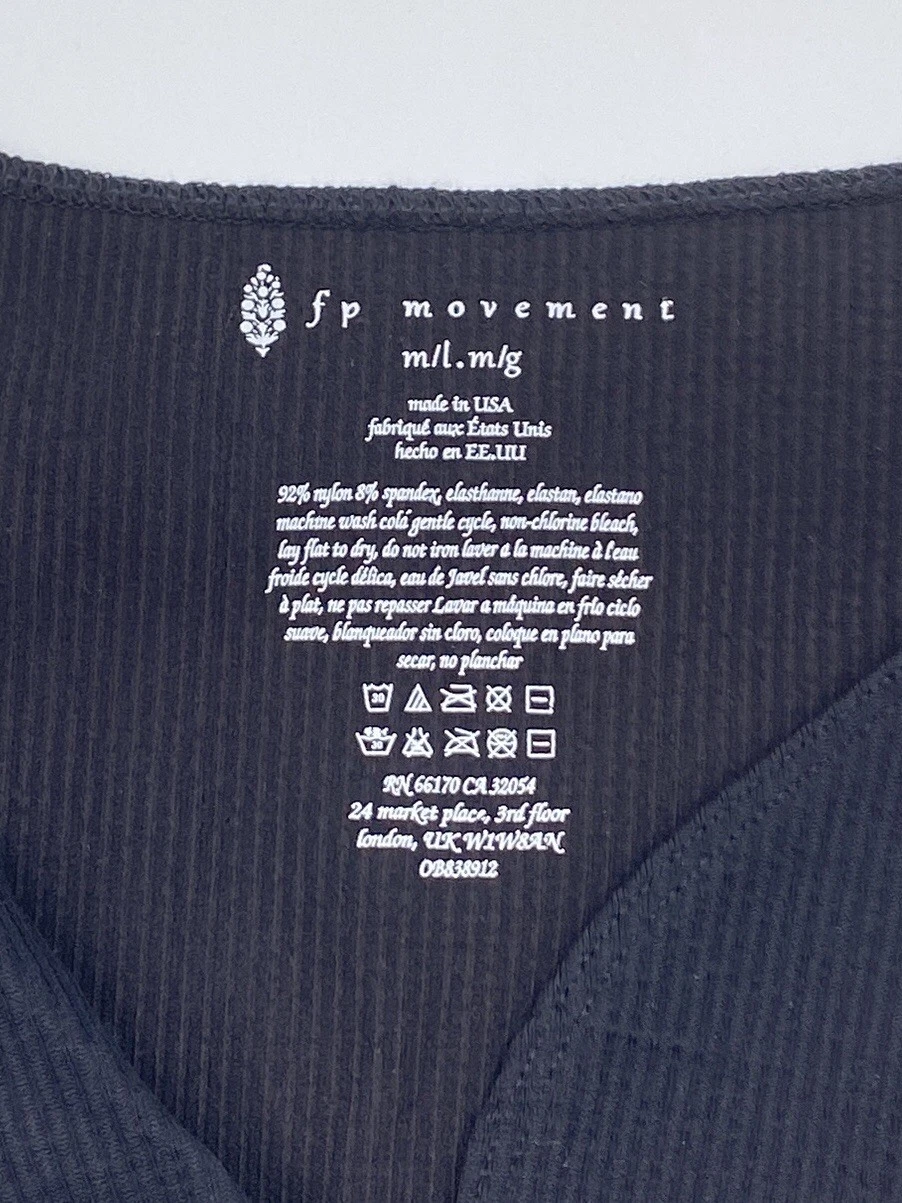 fp movement
m/l . m/g
made in USA
fabriqué aux États Unis
hecho en EE.UU
92% nylon 8% spandex, elasthanne, elastan, elastano
machine wash cold gentle cycle, non-chlorine bleach,
lay flat to dry, do not iron laver a la machine à l'eau
froide cycle délica, eau de Javel sans chlore, faire sécher
à plat, ne pas repasser Lavar a máquina en frío ciclo
suave, blanqueador sin cloro, coloque en plano para
secar, no planchar
30
30
RN 66170 CA 32054
24 market place, 3rd floor
london, UK W1W8AN
OB838912